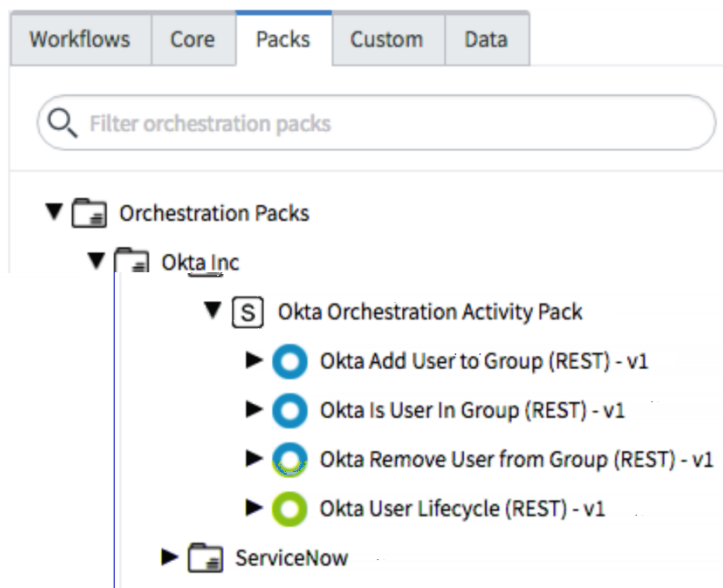 Workflows Core Packs Custom Data
Filter orchestration packs
Orchestration Packs
Okta Inc
S Okta Orchestration Activity Pack
Okta Add User to Group (REST) - v1
Okta Is User In Group (REST) - v1
Okta Remove User from Group (REST) - v1
Okta User Lifecycle (REST) - v1
ServiceNow